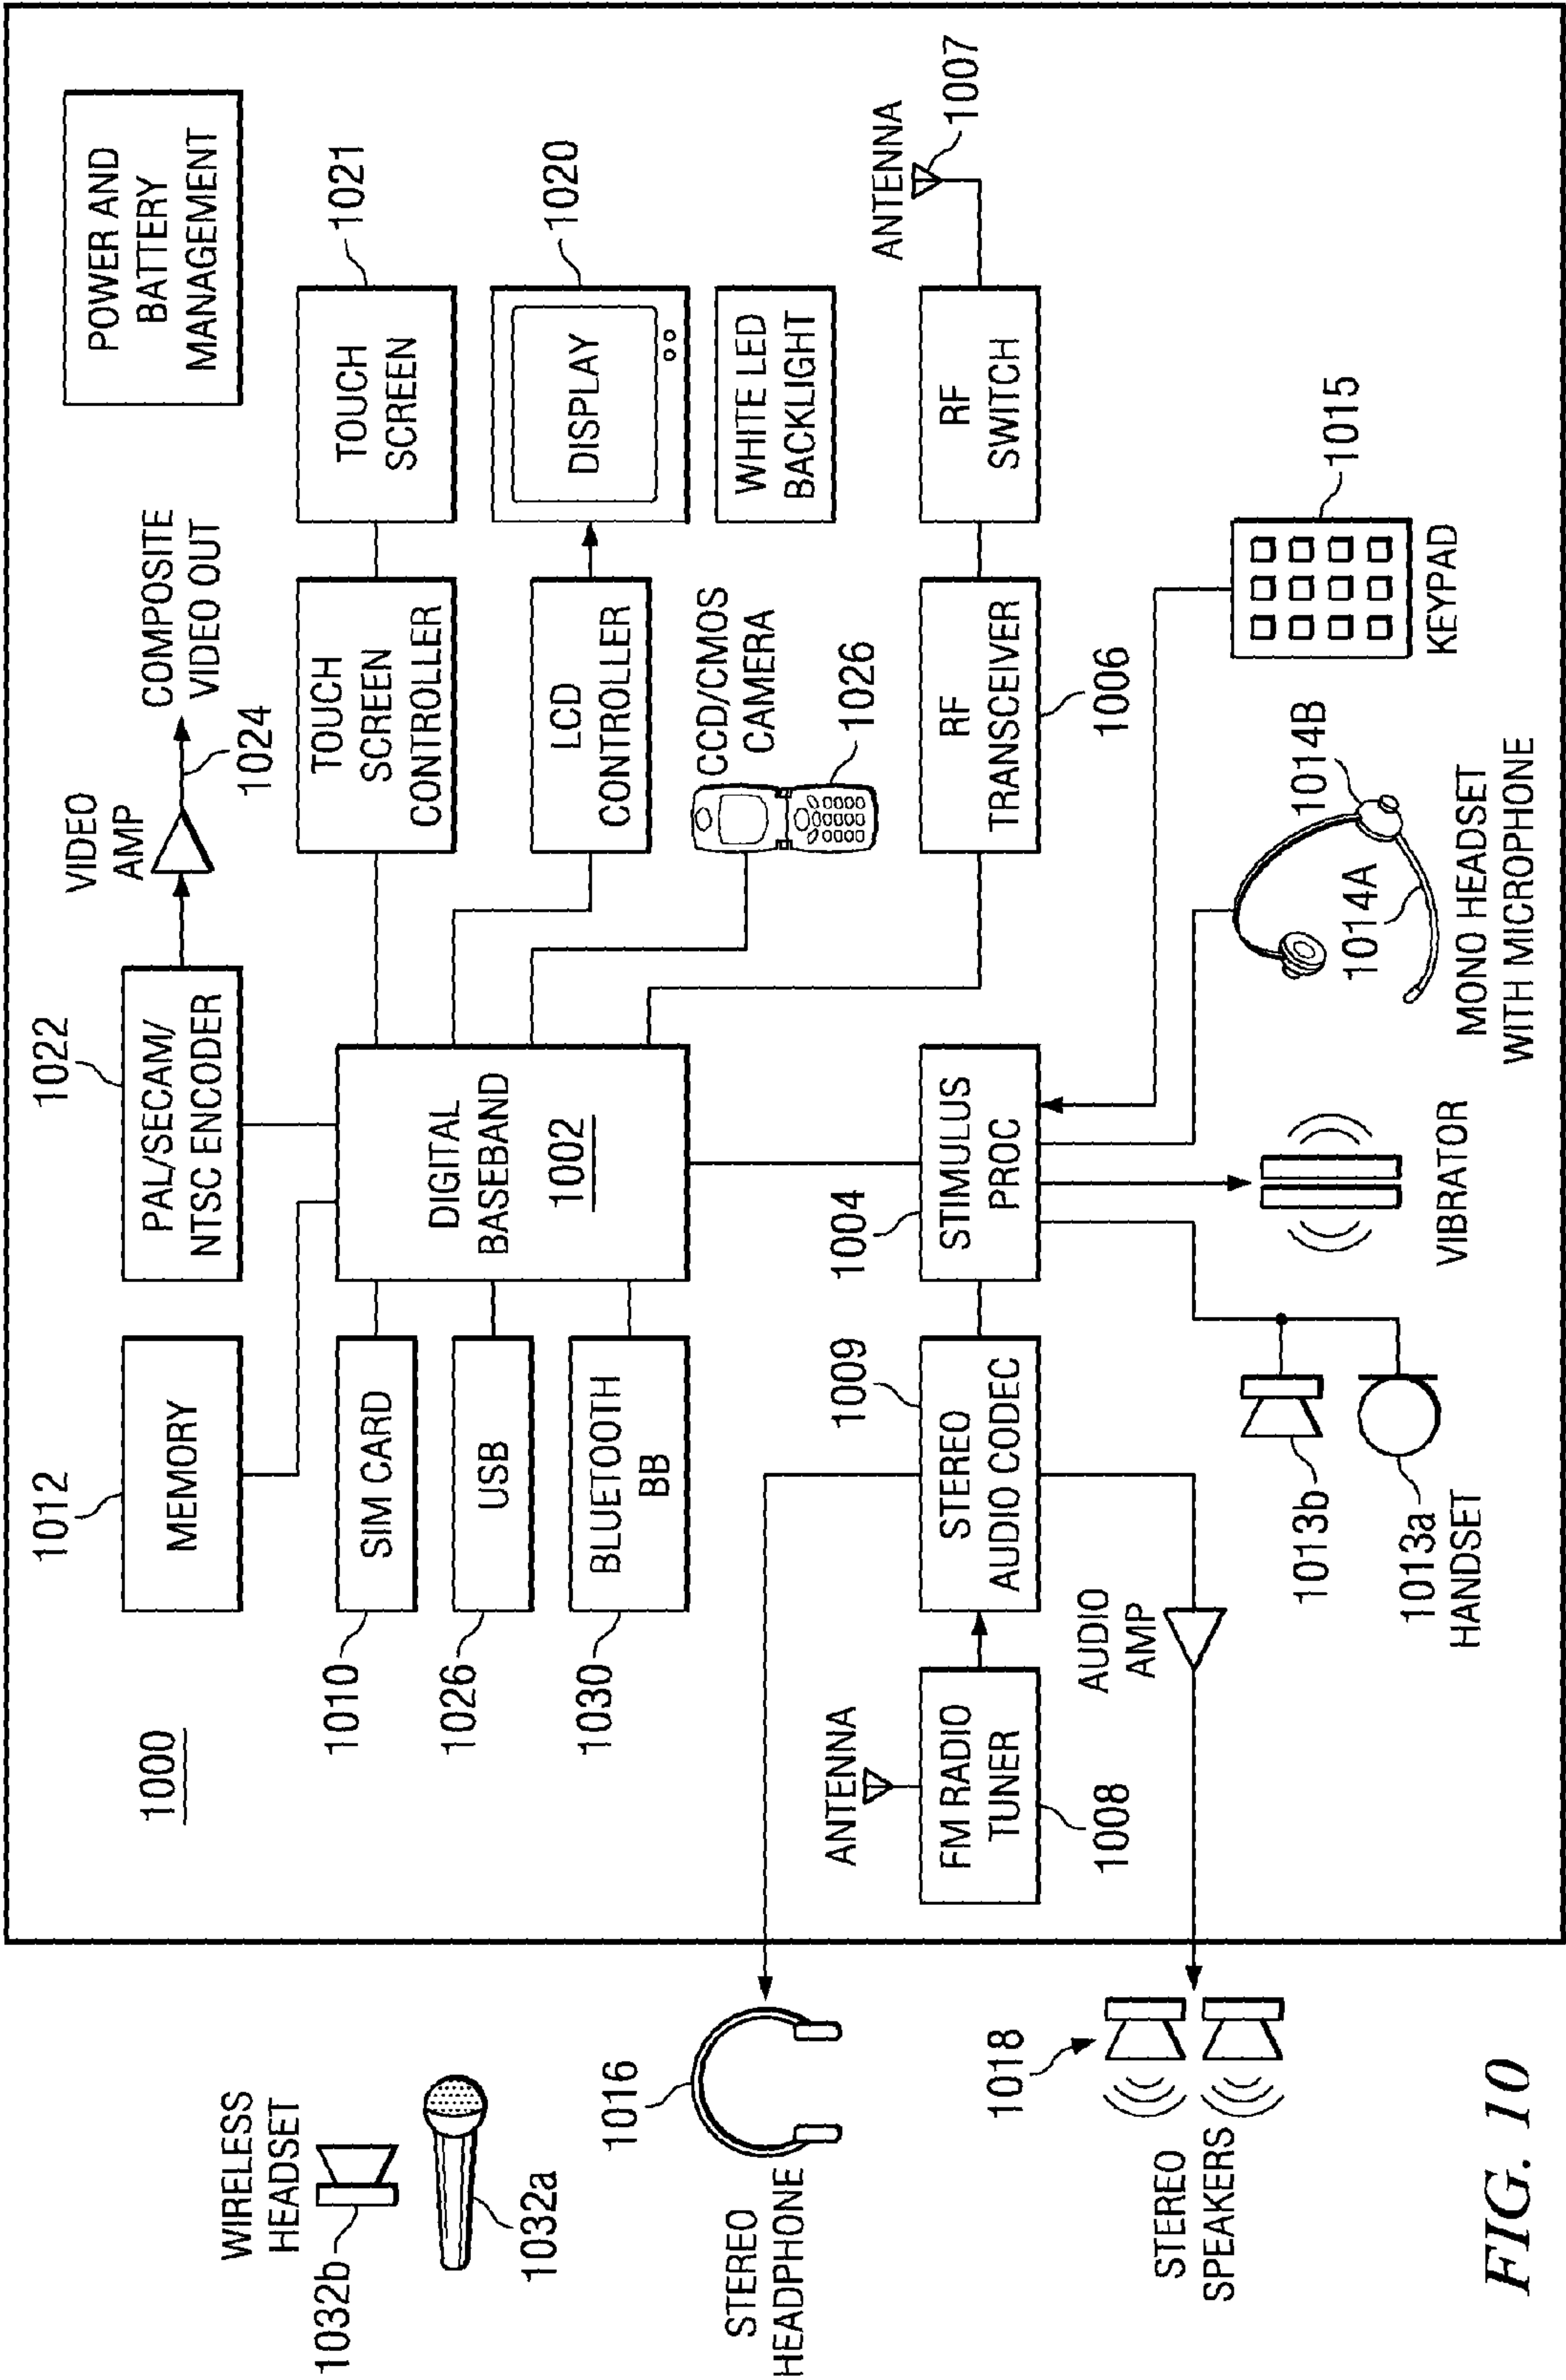 1000
1012
MEMORY
1022
PAL/SECAM/
NTSC ENCODER
VIDEO
AMP
1024
COMPOSITE
VIDEO OUT
POWER AND
BATTERY
MANAGEMENT
WIRELESS
HEADSET
1032b
1032a
1010
SIM CARD
1026
USB
1030
BLUETOOTH
BB
DIGITAL
BASEBAND
1002
TOUCH
SCREEN
CONTROLLER
TOUCH
SCREEN
1021
LCD
CONTROLLER
DISPLAY
1020
CCD/CMOS
CAMERA
1026
WHITE LED
BACKLIGHT
1016
STEREO
HEADPHONE
ANTENNA
FM RADIO
TUNER
1008
1009
STEREO
AUDIO CODEC
1004
STIMULUS
PROC
RF
TRANSCEIVER
1006
RF
SWITCH
ANTENNA
1007
1018
STEREO
SPEAKERS
AUDIO
AMP
1013b
1013a
HANDSET
VIBRATOR
1014A
1014B
MONO HEADSET
WITH MICROPHONE
1015
KEYPAD
FIG. 10